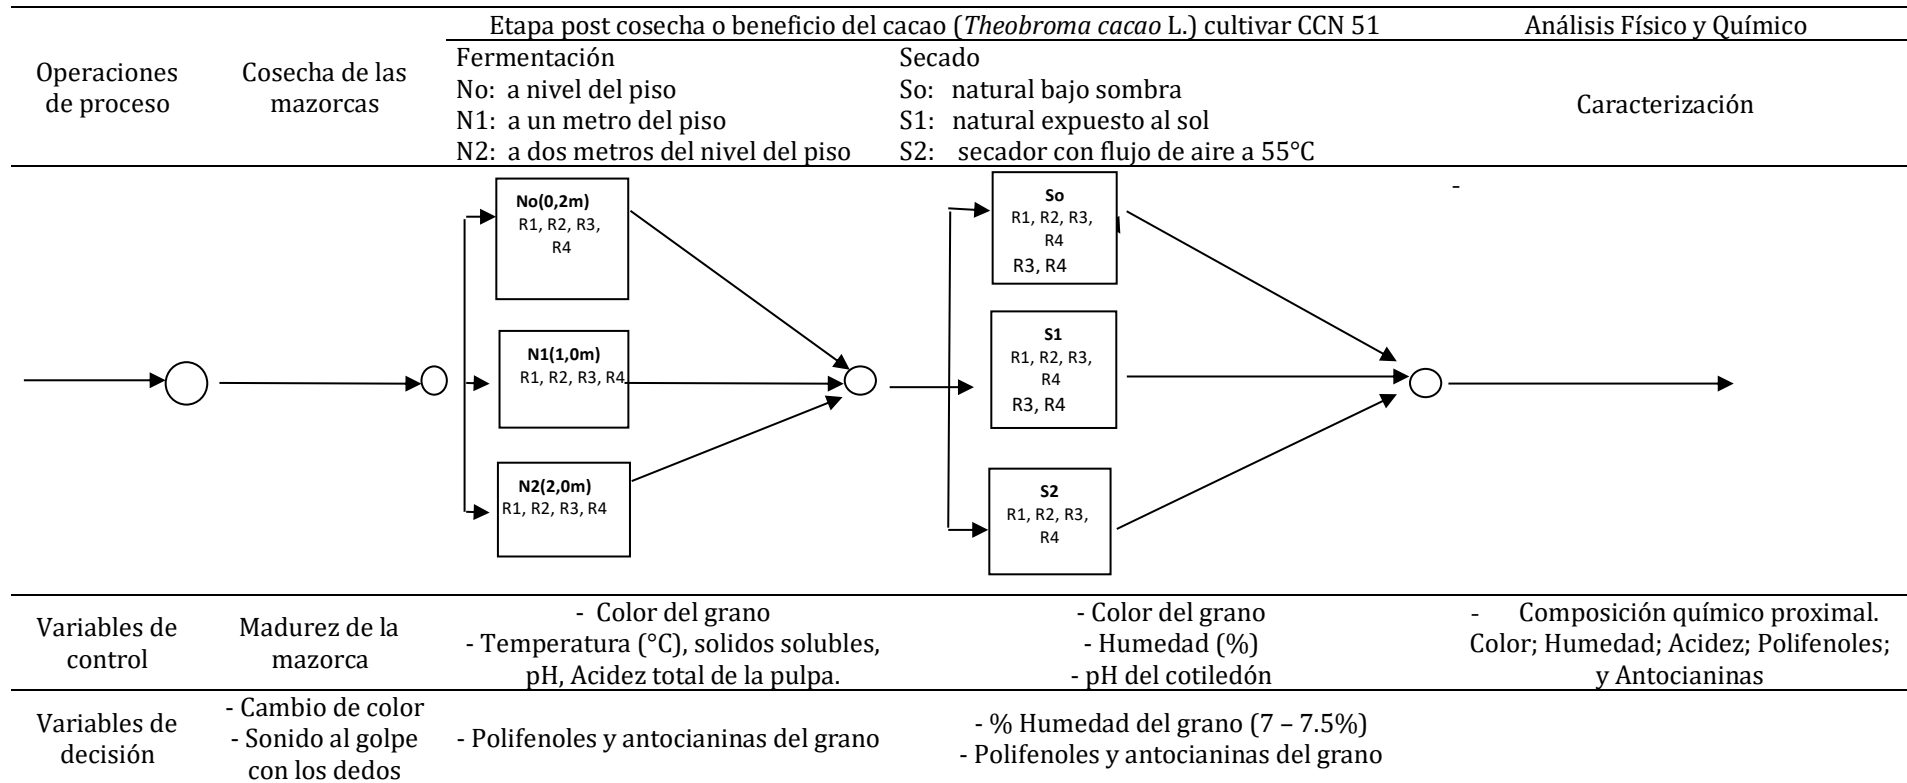 Etapa post cosecha o beneficio del cacao (Theobroma cacao L.) cultivar CCN 51
Análisis Físico y Químico
Operaciones
de proceso
Cosecha de las
mazorcas
Fermentación
No: a nivel del piso
N1: a un metro del piso
N2: a dos metros del nivel del piso
Secado
So: natural bajo sombra
S1: natural expuesto al sol
S2: secador con flujo de aire a 55°C
Caracterización
No(0,2m)
R1, R2, R3,
R4
N1(1,0m)
R1, R2, R3, R4
N2(2,0m)
R1, R2, R3, R4
So
R1, R2, R3,
R4
R3, R4
S1
R1, R2, R3,
R4
R3, R4
S2
R1, R2, R3,
R4
-
Variables de
control
Madurez de la
mazorca
- Color del grano
- Temperatura (°C), solidos solubles,
pH, Acidez total de la pulpa.
- Color del grano
- Humedad (%)
- pH del cotiledón
- Composición químico proximal.
Color; Humedad; Acidez; Polifenoles;
y Antocianinas
Variables de
decisión
- Cambio de color
- Sonido al golpe
con los dedos
- Polifenoles y antocianinas del grano
- % Humedad del grano (7 – 7.5%)
- Polifenoles y antocianinas del grano